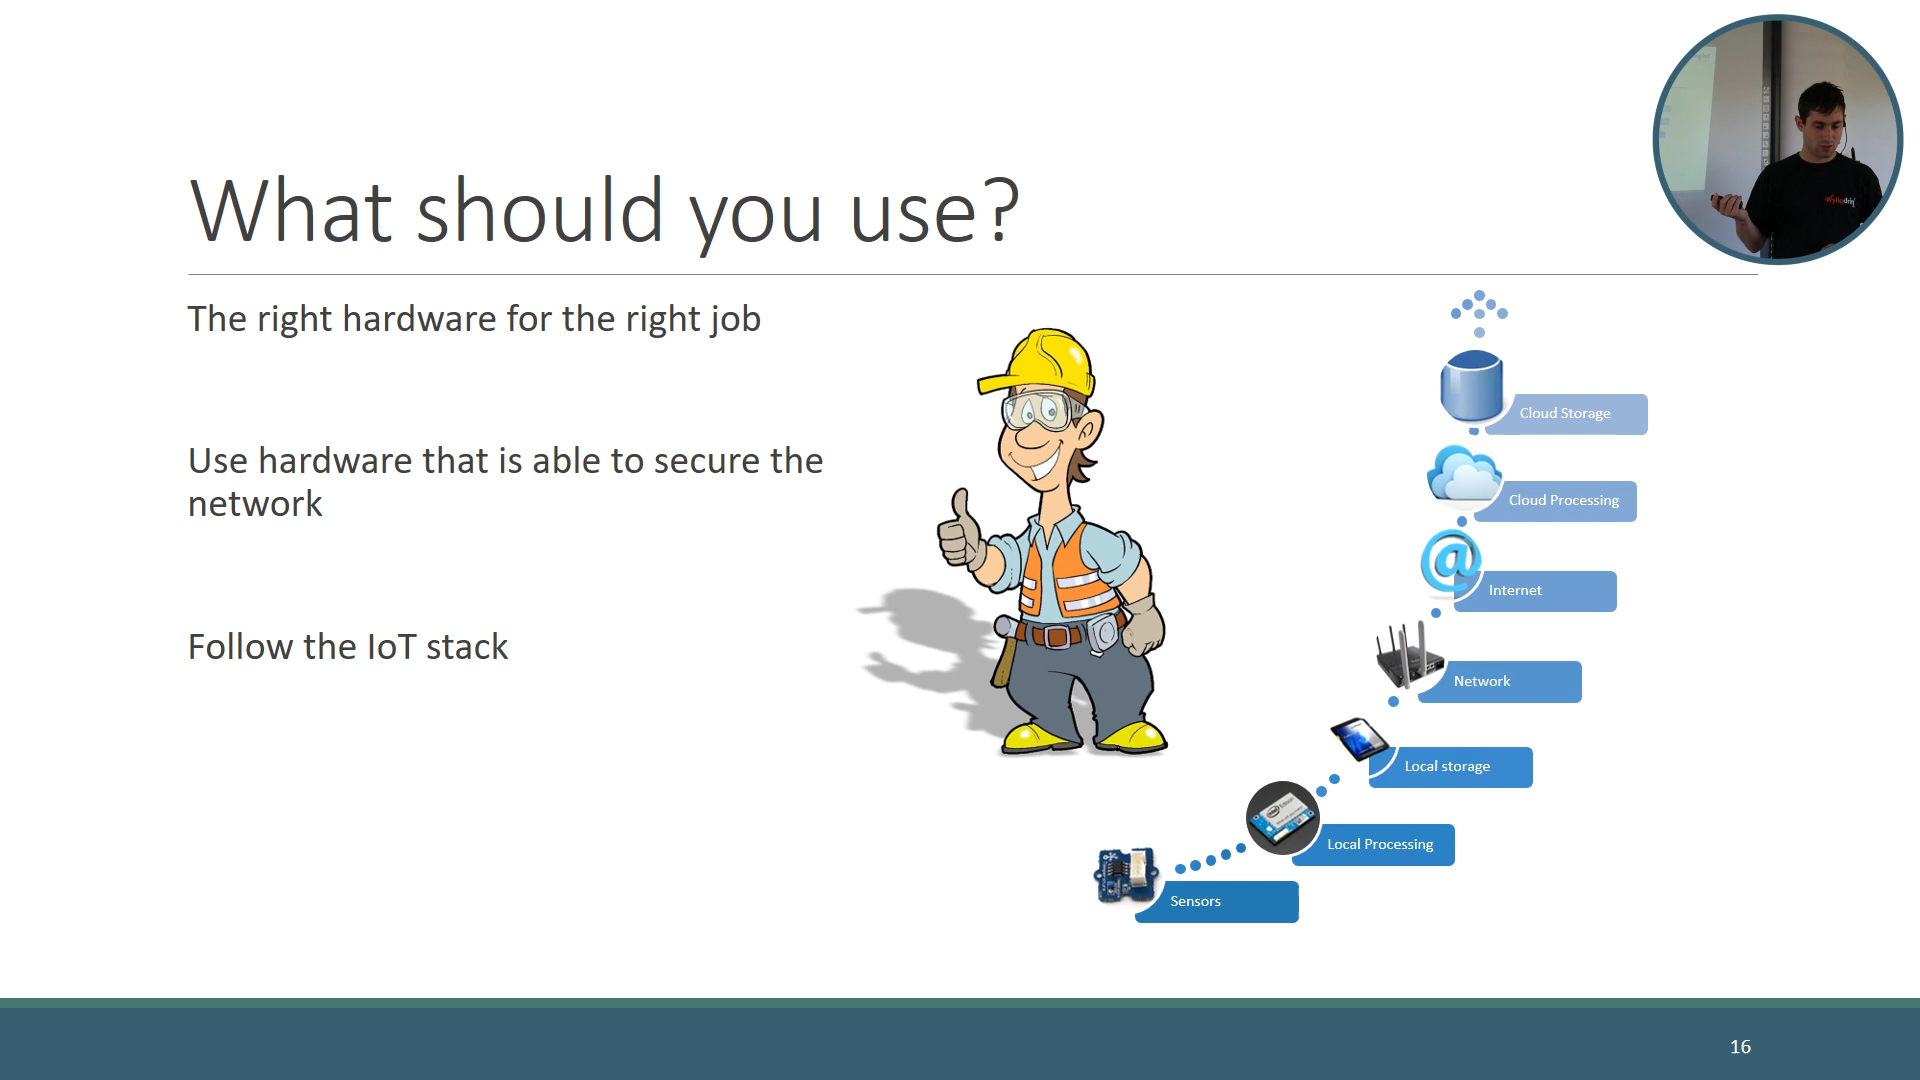 What should you use?
The right hardware for the right job
Use hardware that is able to secure the
network
Follow the IoT stack
Cloud Storage
Cloud Processing
Internet
@
Network
Local storage
Local Processing
Sensors
16